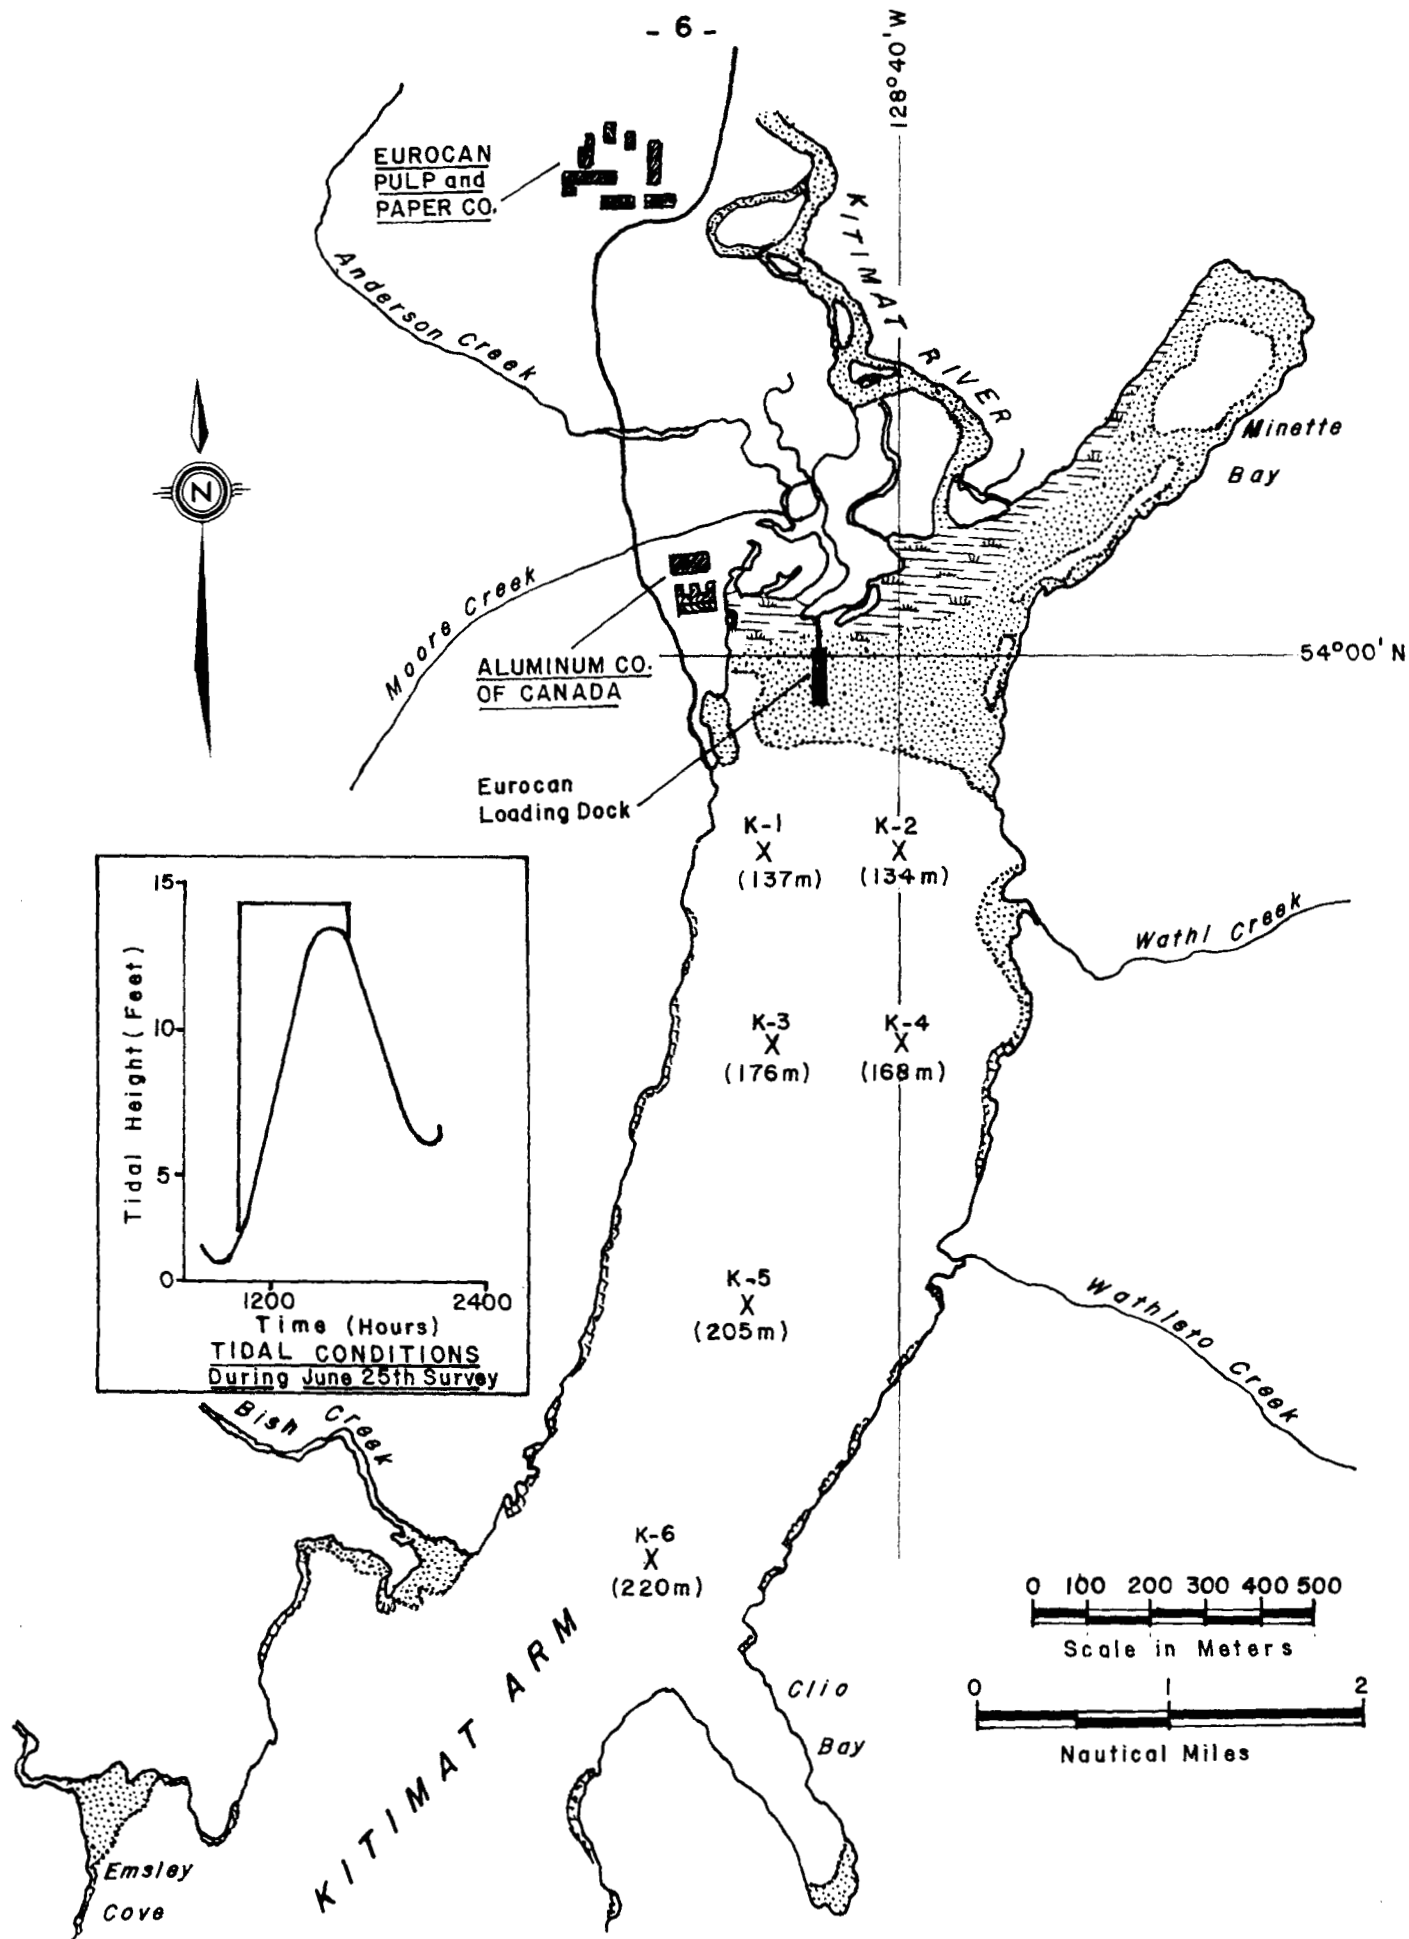 - 6 -
128°40'W
EUROCAN
PULP and
PAPER CO.
KITIMAT RIVER
Anderson Creek
Minette
Bay
N
Moore Creek
ALUMINUM CO.
OF CANADA
54°00'N
Eurocan
Loading Dock
K-1
X
(137m)
K-2
X
(134m)
Wathl Creek
K-3
X
(176m)
K-4
X
(168m)
15
10
5
0
Tidal Height (Feet)
1200
2400
Time (Hours)
TIDAL CONDITIONS
During June 25th Survey
K-5
X
(205m)
Wathleto Creek
Bish Creek
K-6
X
(220m)
0 100 200 300 400 500
Scale in Meters
0 1 2
Nautical Miles
Clio
Bay
KITIMAT ARM
Emsley
Cove